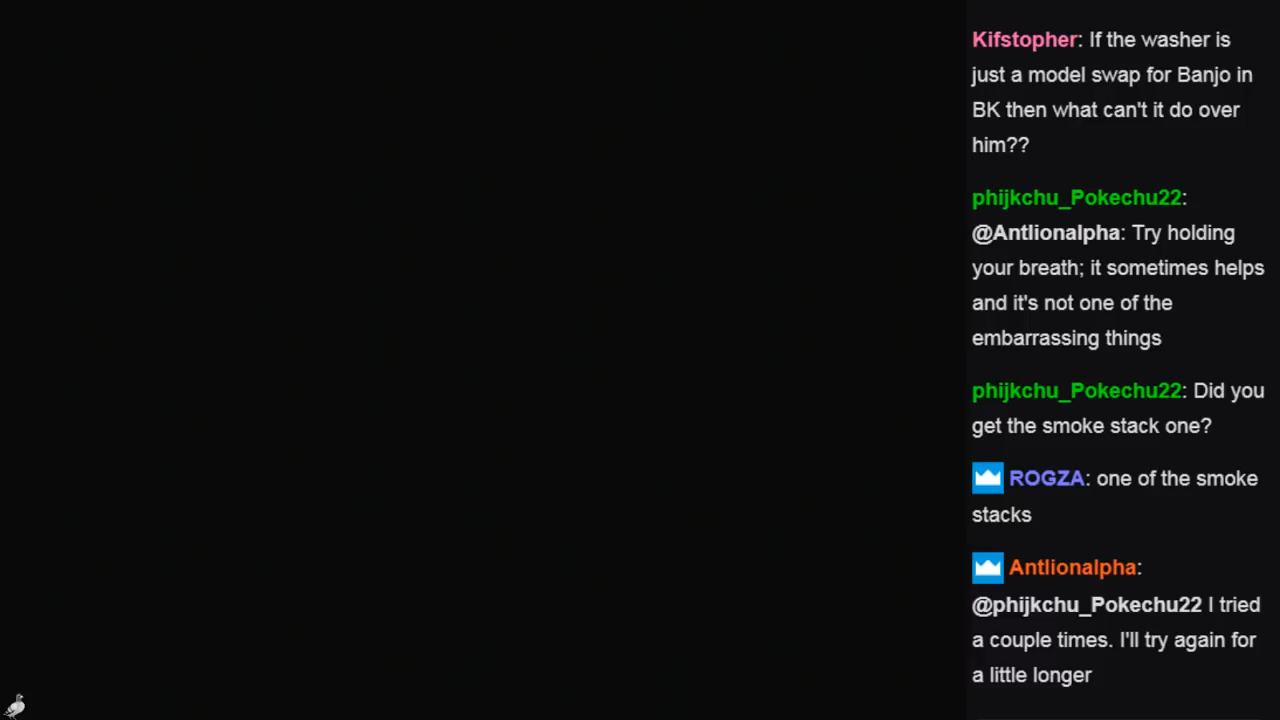 Kifstopher: If the washer is
just a model swap for Banjo in
BK then what can't it do over
him??
phijkchu_Pokechu22:
@Antlionalpha: Try holding
your breath; it sometimes helps
and it's not one of the
embarrassing things
phijkchu_Pokechu22: Did you
get the smoke stack one?
ROGZA: one of the smoke
stacks
Antlionalpha:
@phijkchu_Pokechu22 I tried
a couple times. I'll try again for
a little longer